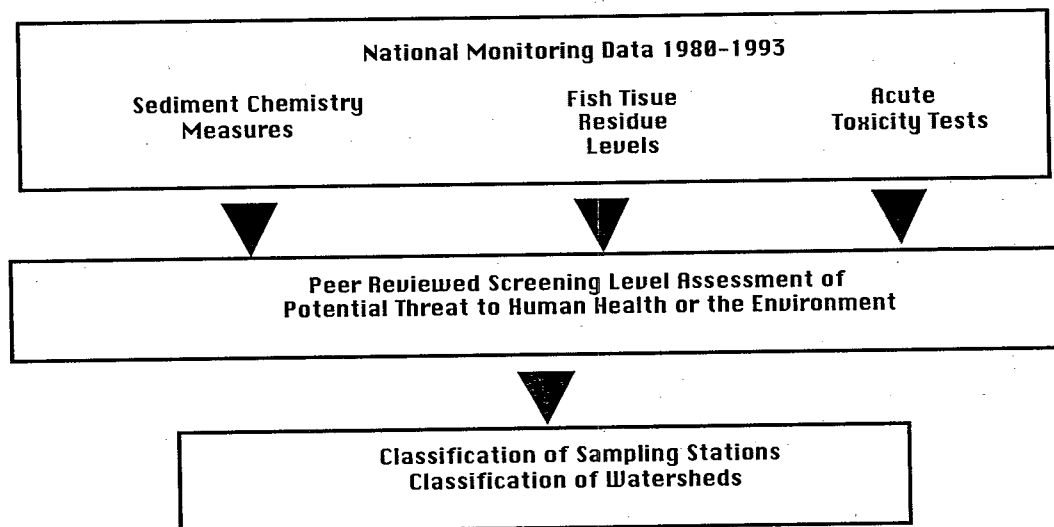 National Monitoring Data 1980-1993
Sediment Chemistry
Measures
Fish Tisue
Residue
Levels
Acute
Toxicity Tests
Peer Reviewed Screening Level Assessment of
Potential Threat to Human Health or the Environment
Classification of Sampling Stations
Classification of Watersheds